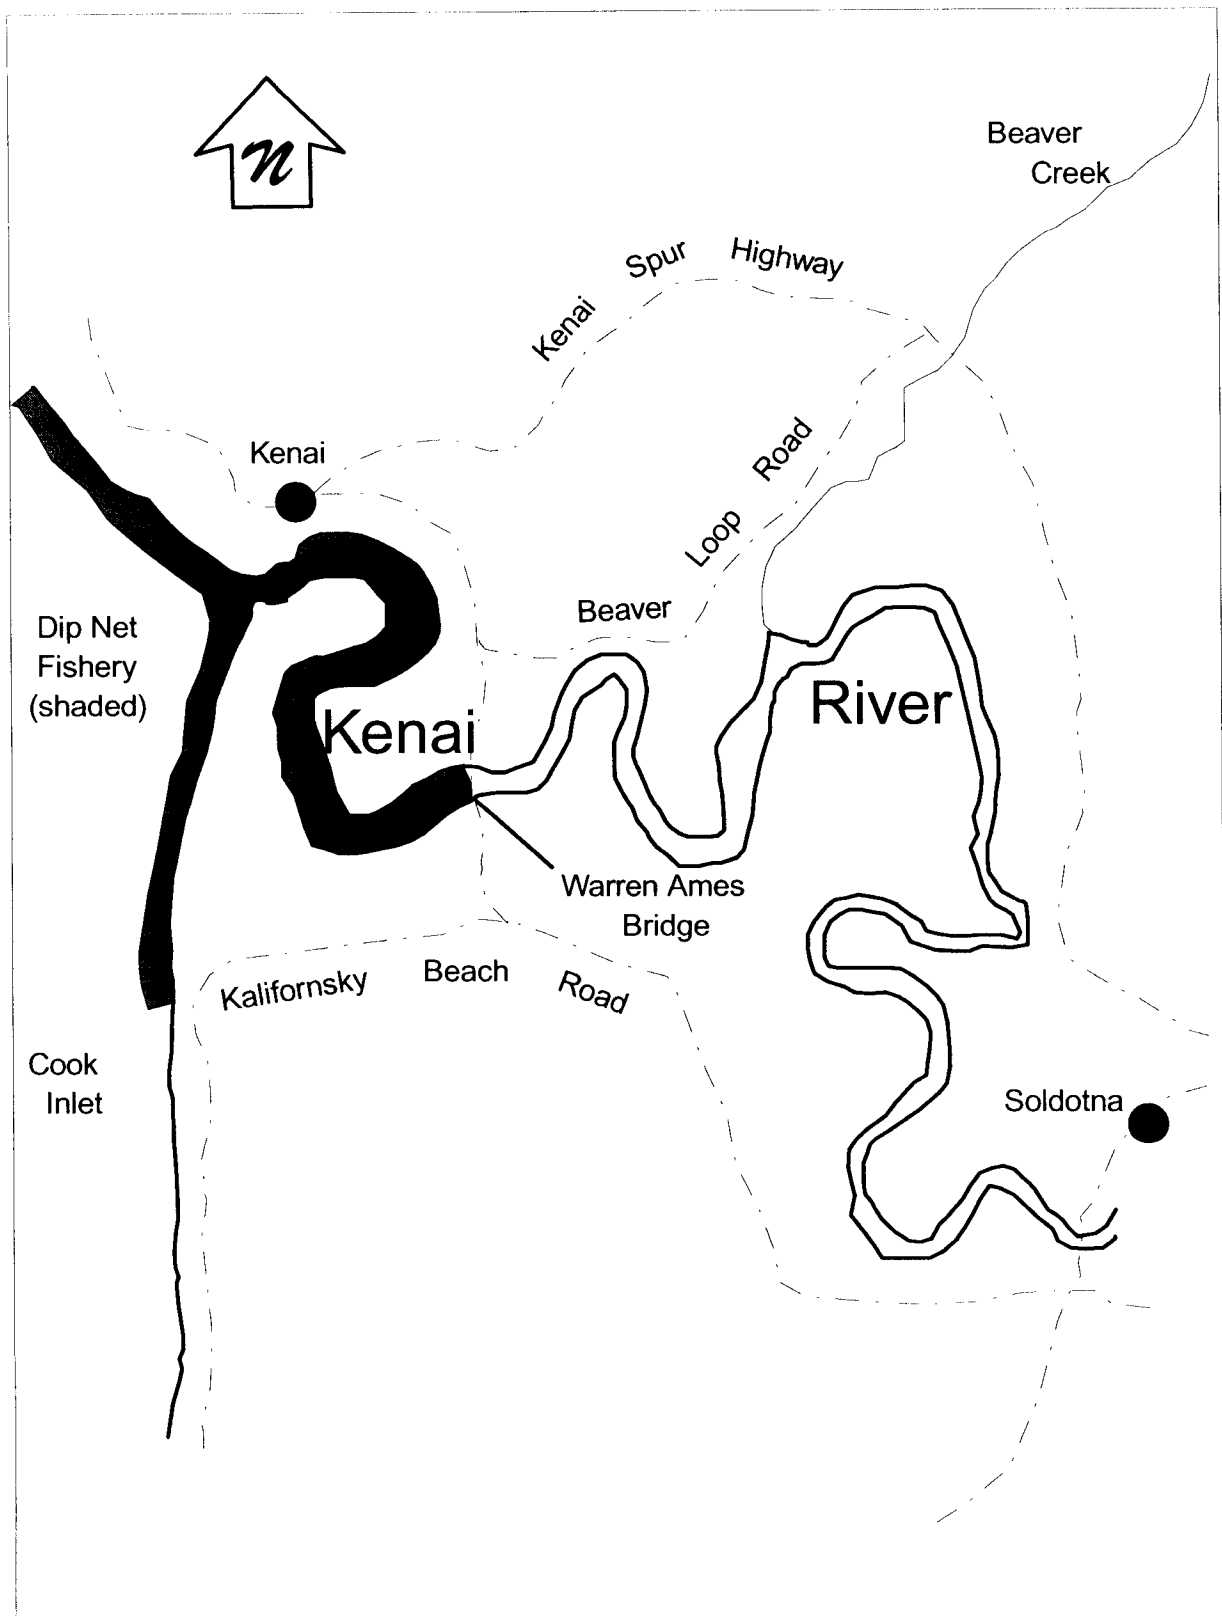 n
Beaver
Creek
Kenai Spur Highway
Kenai
Loop Road
Beaver
Dip Net
Fishery
(shaded)
River
Kenai
Warren Ames
Bridge
Kalifornsky Beach Road
Cook
Inlet
Soldotna